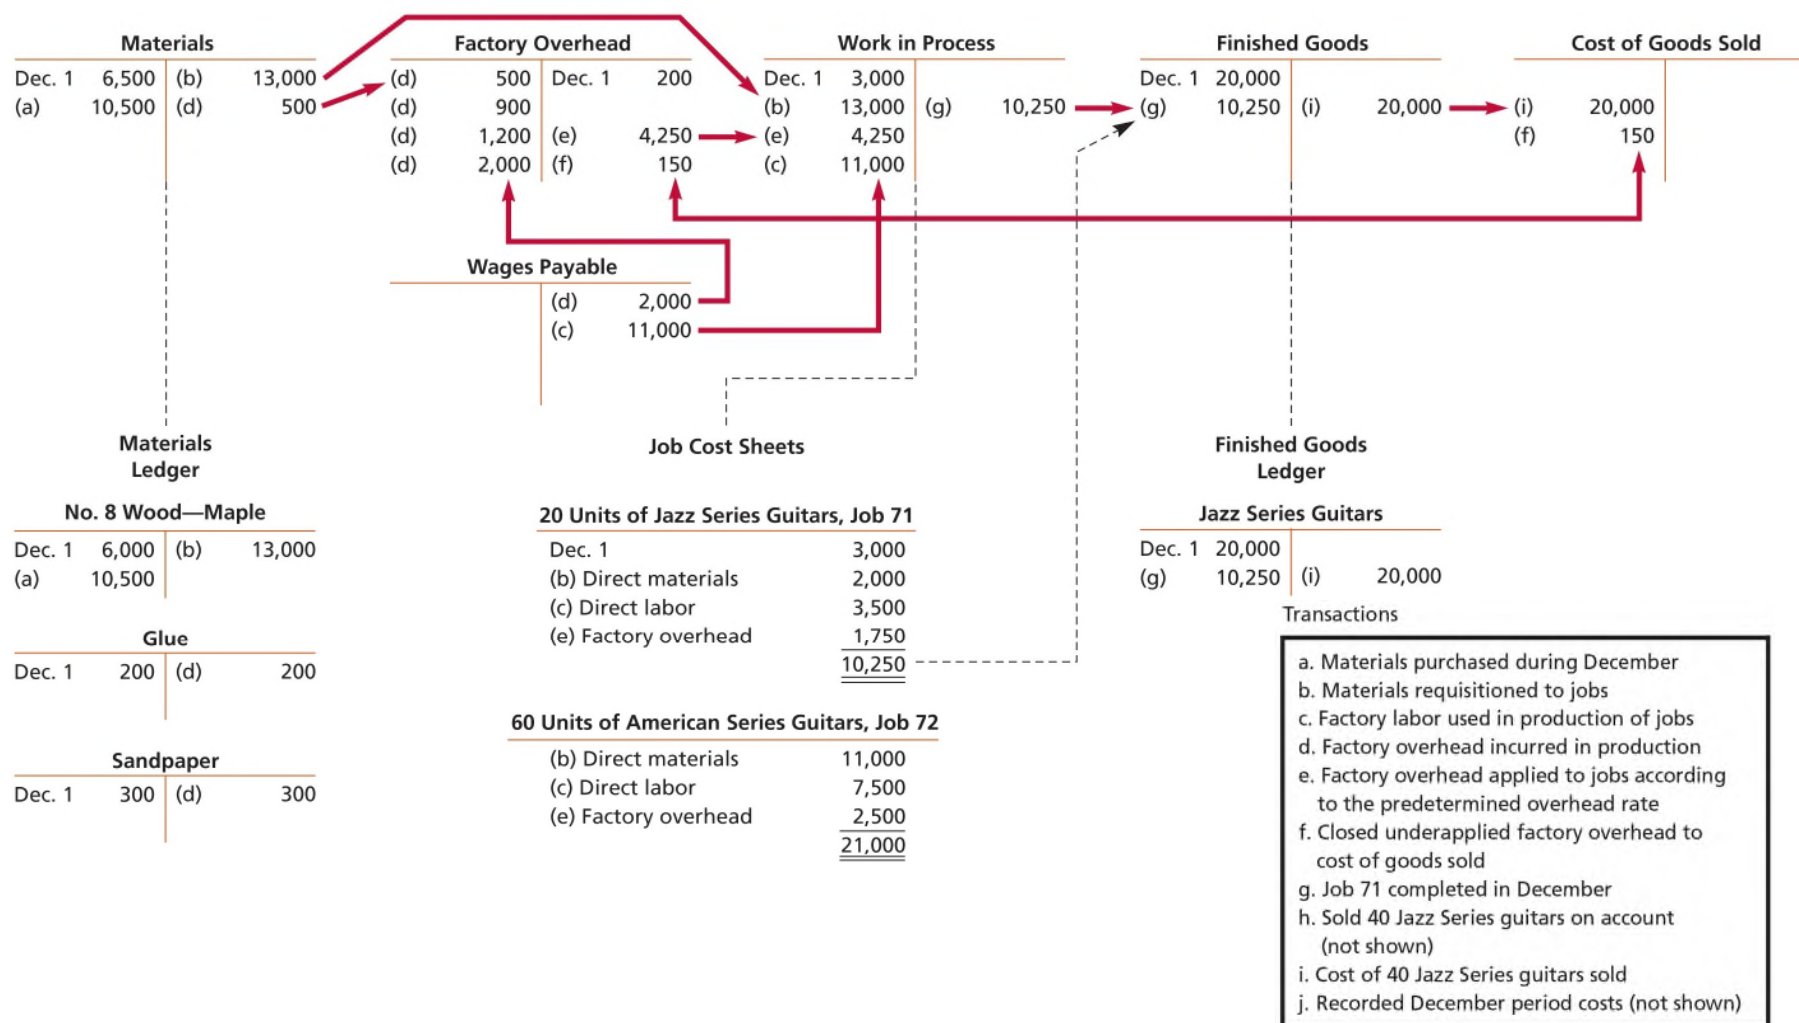 Materials
Dec. 1 6,500 (b) 13,000
(a) 10,500 (d) 500
Factory Overhead
(d) 500 Dec. 1 200
(d) 900
(d) 1,200 (e) 4,250
(d) 2,000 (f) 150
Work in Process
Dec. 1 3,000
(b) 13,000 (g) 10,250
(e) 4,250
(c) 11,000
Finished Goods
Dec. 1 20,000
(g) 10,250 (i) 20,000
Cost of Goods Sold
(i) 20,000
(f) 150
Wages Payable
(d) 2,000
(c) 11,000
Materials
Ledger
No. 8 Wood—Maple
Dec. 1 6,000 (b) 13,000
(a) 10,500
Glue
Dec. 1 200 (d) 200
Sandpaper
Dec. 1 300 (d) 300
Job Cost Sheets
20 Units of Jazz Series Guitars, Job 71
Dec. 1 3,000
(b) Direct materials 2,000
(c) Direct labor 3,500
(e) Factory overhead 1,750
10,250
60 Units of American Series Guitars, Job 72
(b) Direct materials 11,000
(c) Direct labor 7,500
(e) Factory overhead 2,500
21,000
Finished Goods
Ledger
Jazz Series Guitars
Dec. 1 20,000
(g) 10,250 (i) 20,000
Transactions
a. Materials purchased during December
b. Materials requisitioned to jobs
c. Factory labor used in production of jobs
d. Factory overhead incurred in production
e. Factory overhead applied to jobs according
to the predetermined overhead rate
f. Closed underapplied factory overhead to
cost of goods sold
g. Job 71 completed in December
h. Sold 40 Jazz Series guitars on account
(not shown)
i. Cost of 40 Jazz Series guitars sold
j. Recorded December period costs (not shown)